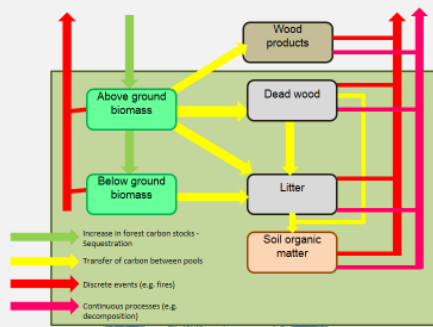 Wood
products
Above ground
biomass
Dead wood
Below ground
biomass
Litter
Soil organic
matter
Increase in forest carbon stocks -
Sequestration
Transfer of carbon between pools
Discrete events (e.g. fires)
Continuous processes (e.g.
decomposition)